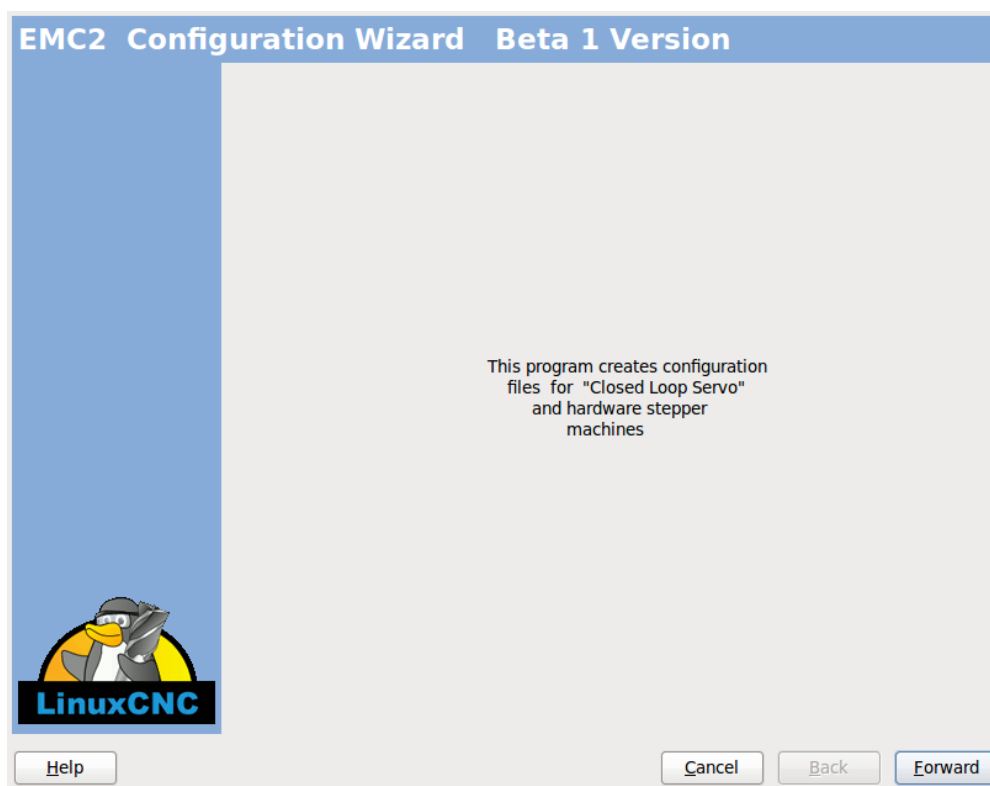 EMC2 Configuration Wizard Beta 1 Version
This program creates configuration
files for "Closed Loop Servo"
and hardware stepper
machines
LinuxCNC
Help
Cancel
Back
Forward